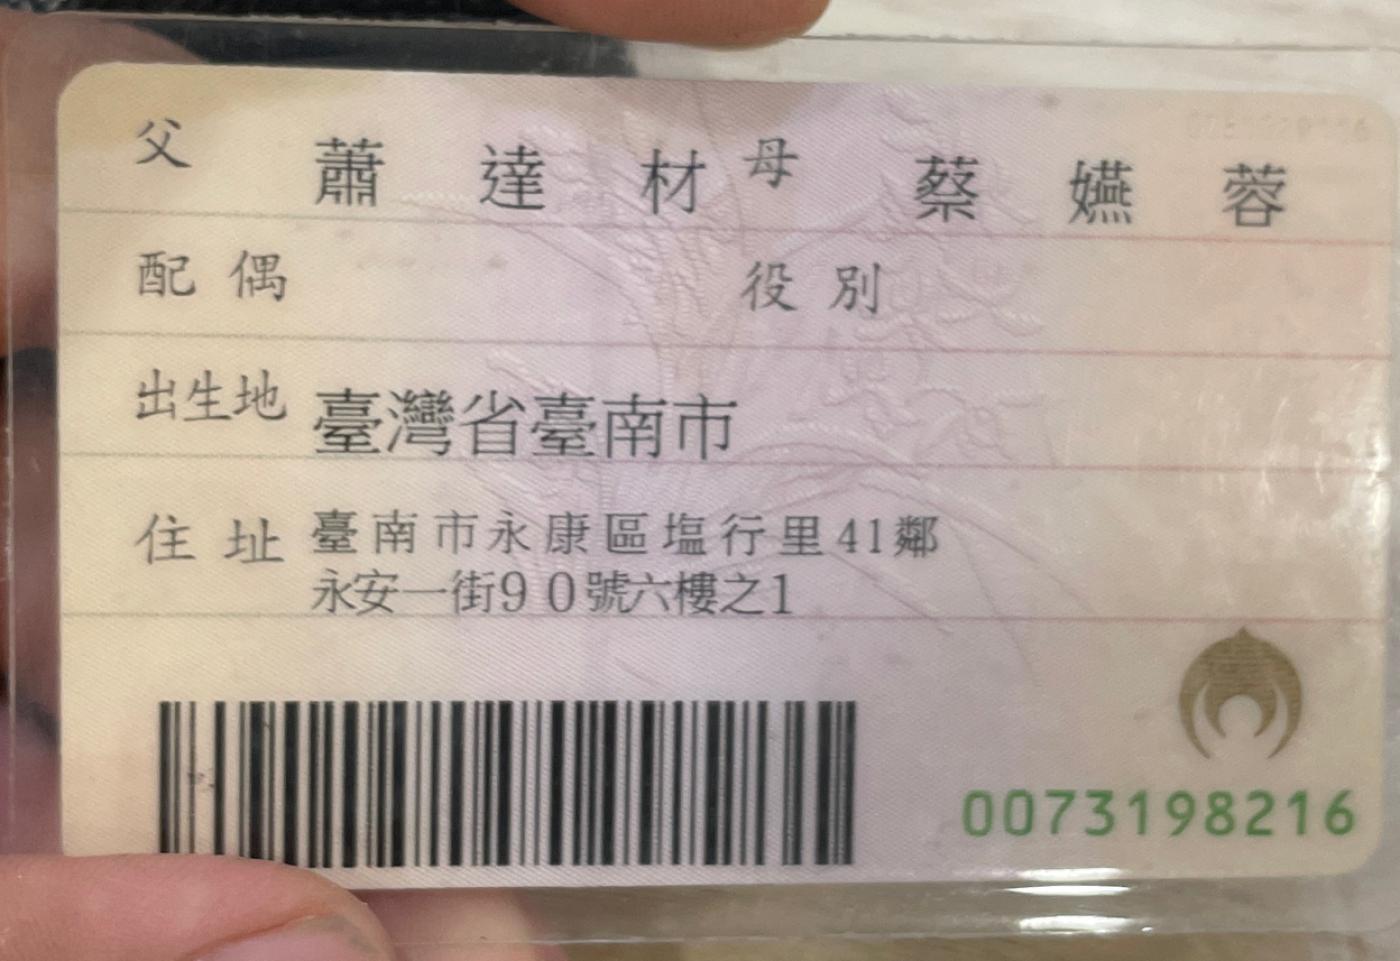 父 蕭達材 母 蔡嬿蓉
配偶 役別
出生地 臺灣省臺南市
住址 臺南市永康區塩行里41鄰
永安一街90號六樓之1
0073198216